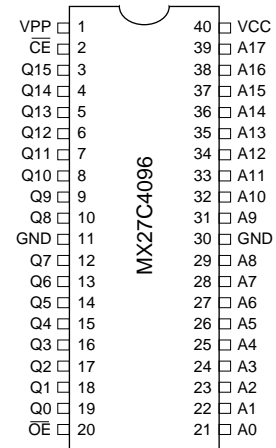 VPP 1 40 VCC
CE 2 39 A17
Q15 3 38 A16
Q14 4 37 A15
Q13 5 36 A14
Q12 6 35 A13
Q11 7 34 A12
Q10 8 33 A11
Q9 9 32 A10
Q8 10 31 A9
GND 11 30 GND
Q7 12 29 A8
Q6 13 28 A7
Q5 14 27 A6
Q4 15 26 A5
Q3 16 25 A4
Q2 17 24 A3
Q1 18 23 A2
Q0 19 22 A1
OE 20 21 A0
MX27C4096